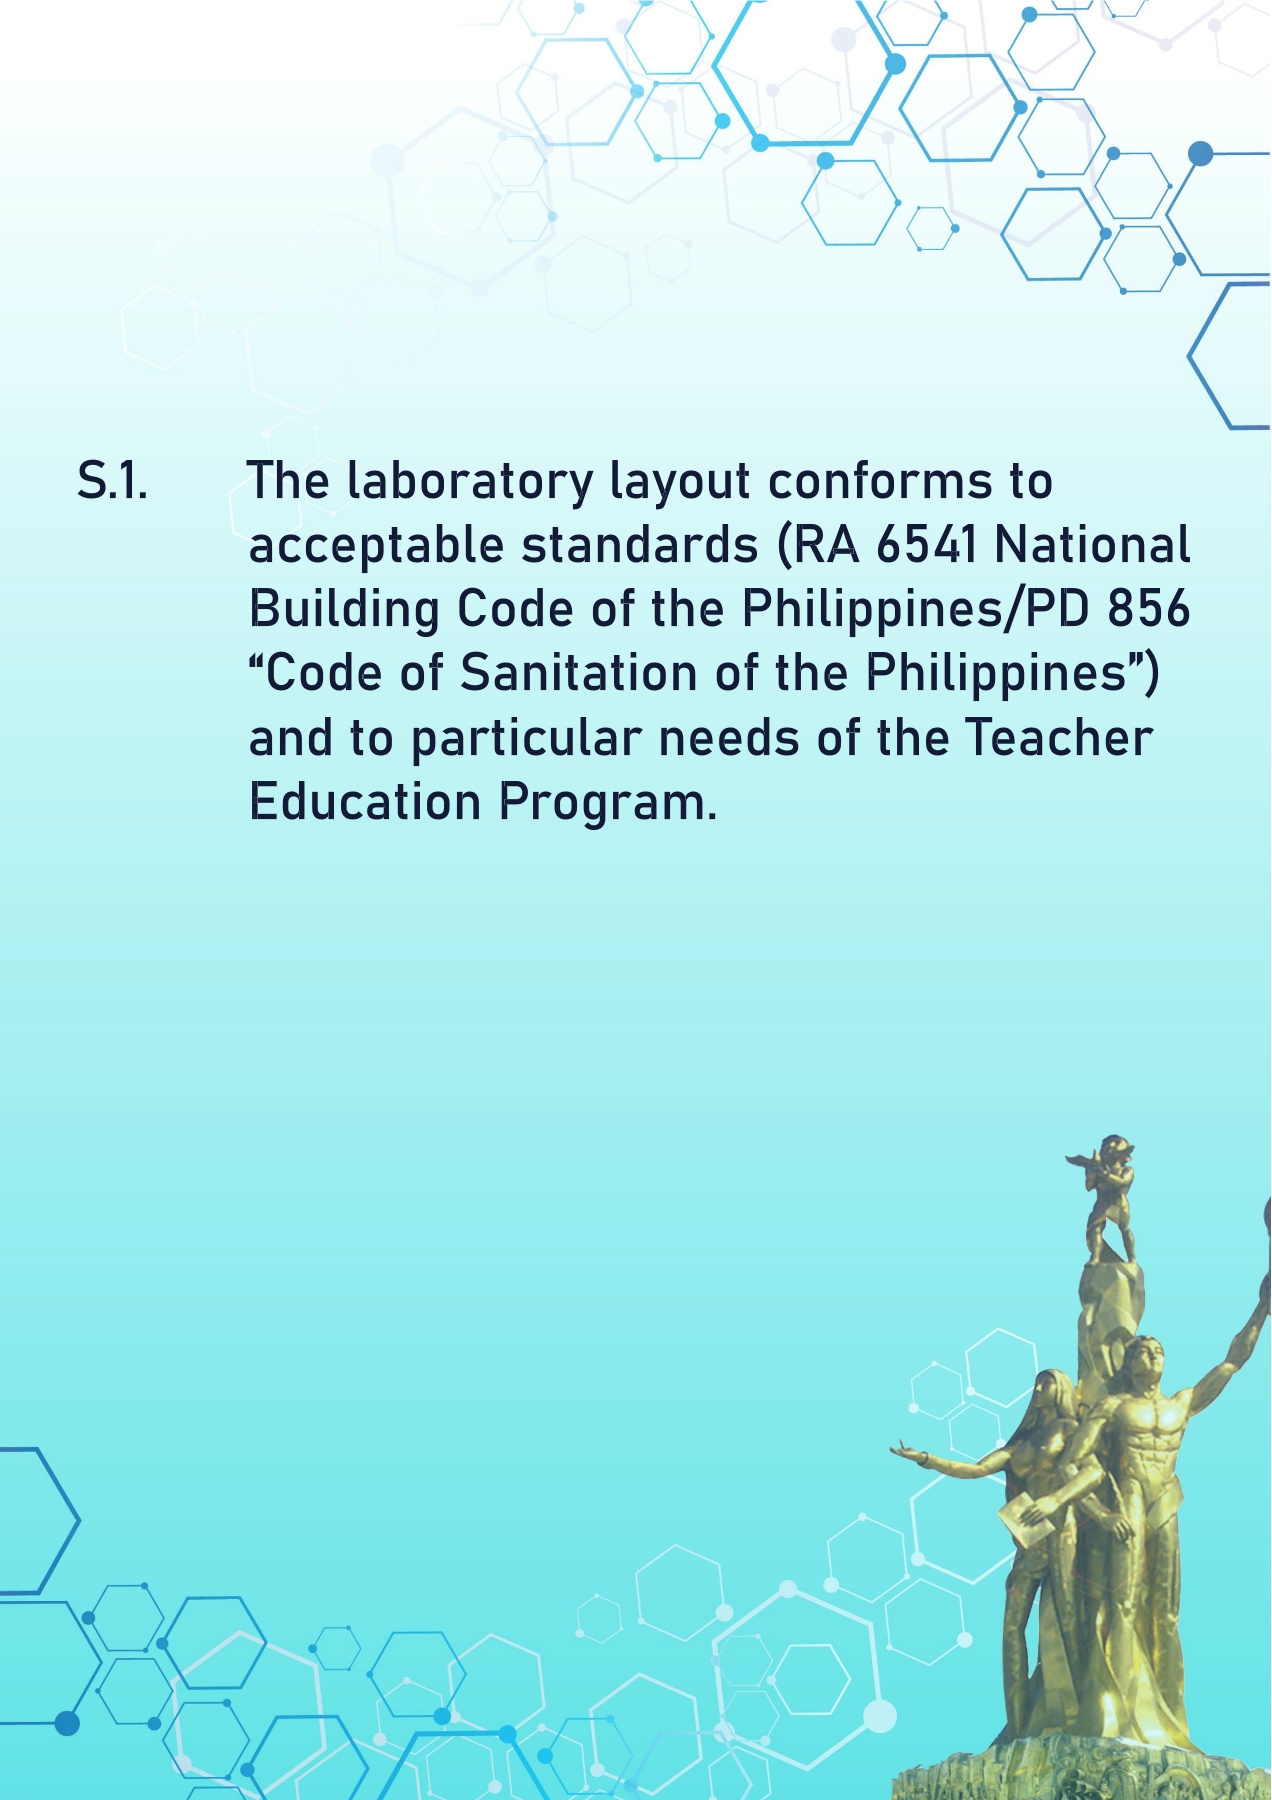 S.1. The laboratory layout conforms to
acceptable standards (RA 6541 National
Building Code of the Philippines/PD 856
“Code of Sanitation of the Philippines”)
and to particular needs of the Teacher
Education Program.